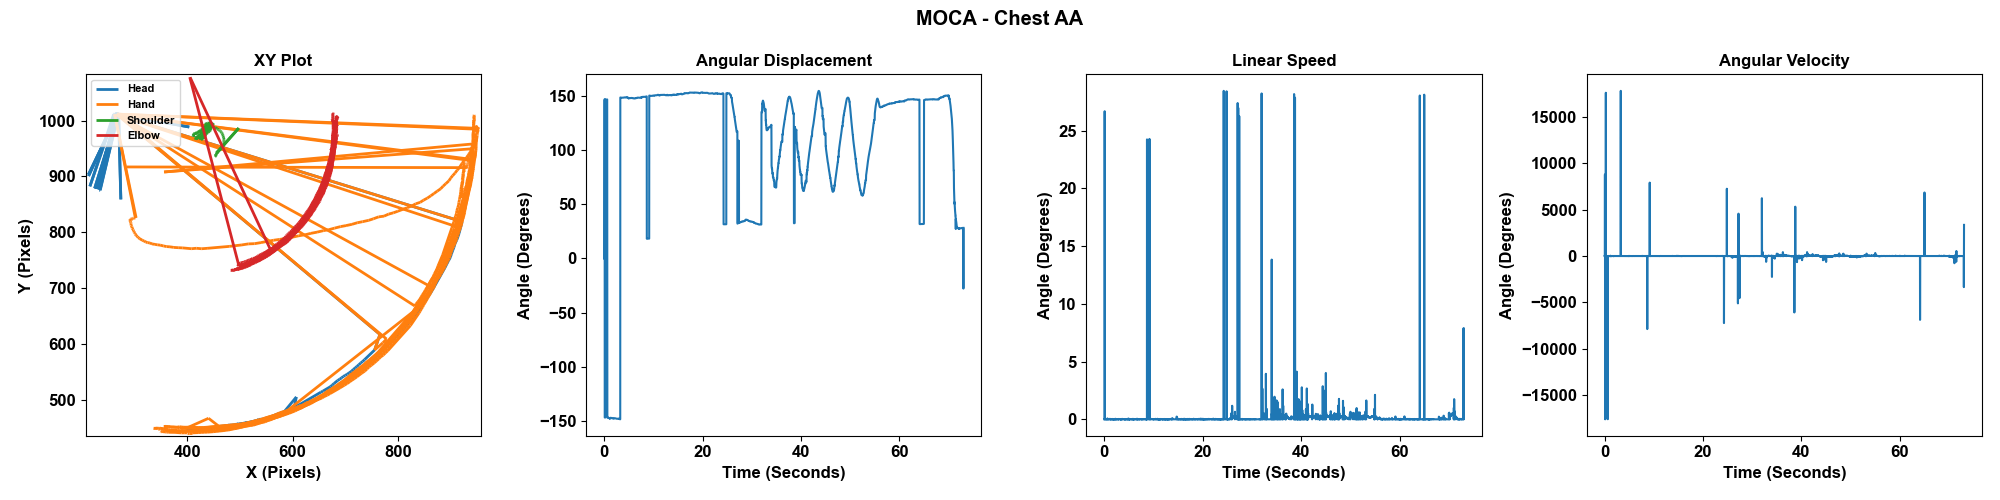 MOCA - Chest AA
XY Plot
Head
Hand
Shoulder
Elbow
1000
900
800
700
600
500
Y (Pixels)
400
600
800
X (Pixels)
Angular Displacement
150
100
50
0
−50
−100
−150
Angle (Degrees)
0
20
40
60
Time (Seconds)
Linear Speed
25
20
15
10
5
0
Angle (Degrees)
0
20
40
60
Time (Seconds)
Angular Velocity
15000
10000
5000
0
−5000
−10000
−15000
Angle (Degrees)
0
20
40
60
Time (Seconds)